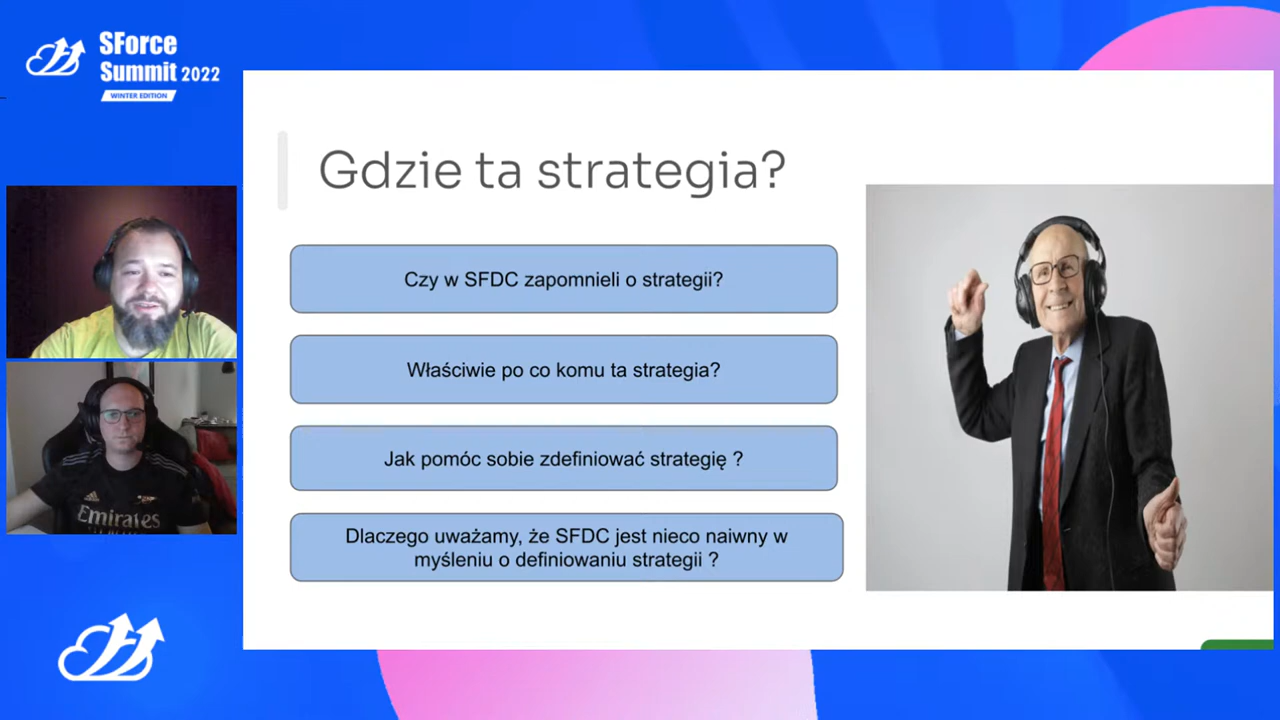 SForce
Summit 2022
WINTER EDITION
Gdzie ta strategia?
Czy w SFDC zapomnieli o strategii?
Właściwie po co komu ta strategia?
Jak pomóc sobie zdefiniować strategię ?
Dlaczego uważamy, że SFDC jest nieco naiwny w
myśleniu o definiowaniu strategii ?
Emirates